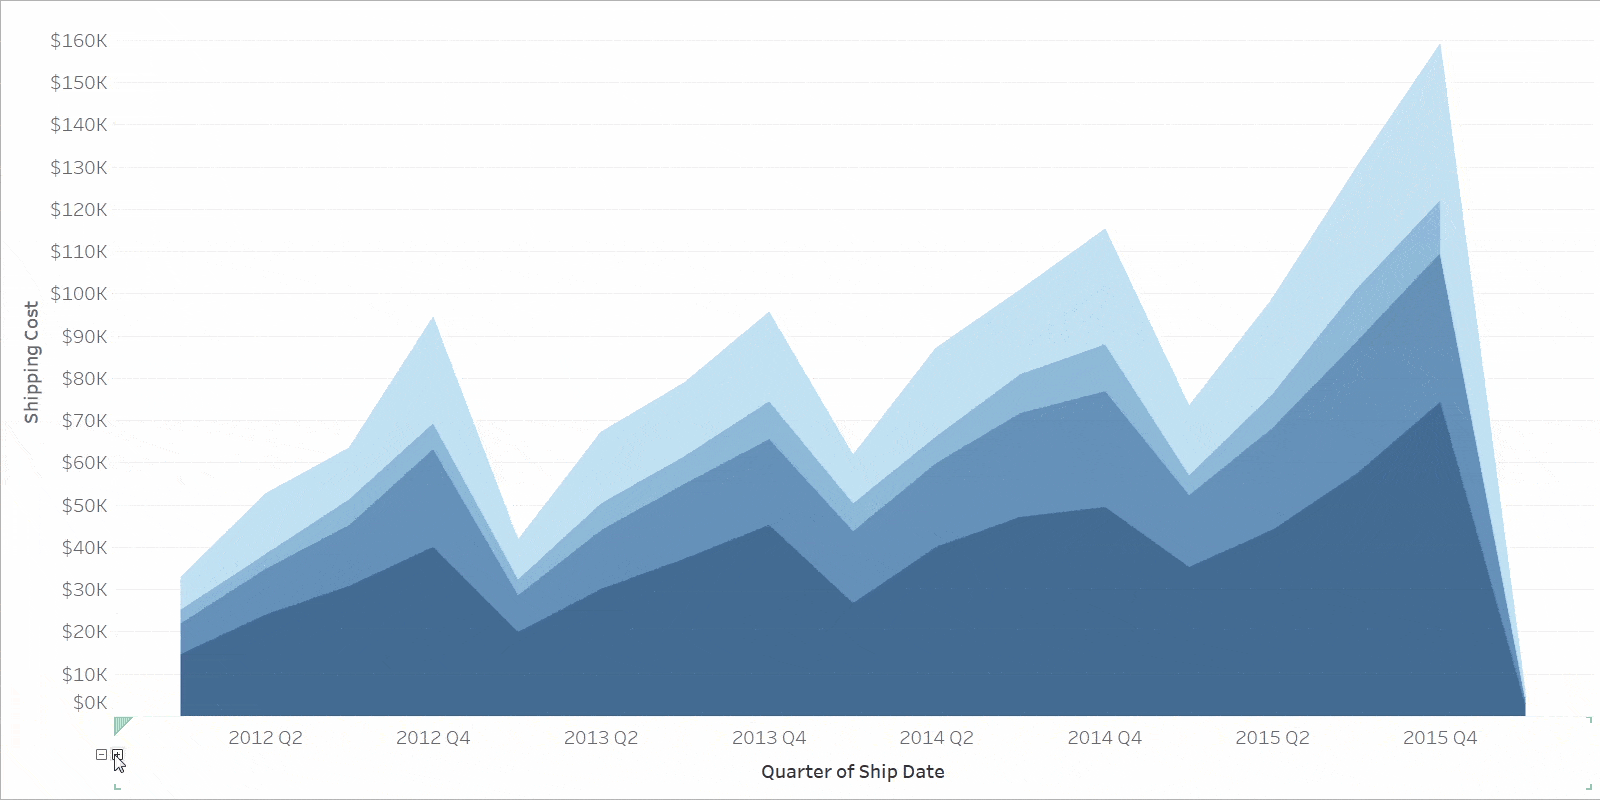 $160K
$150K
$140K
$130K
$120K
$110K
$100K
$90K
$80K
$70K
$60K
$50K
$40K
$30K
$20K
$10K
$0K
Shipping Cost
2012 Q2 2012 Q4 2013 Q2 2013 Q4 2014 Q2 2014 Q4 2015 Q2 2015 Q4
Quarter of Ship Date